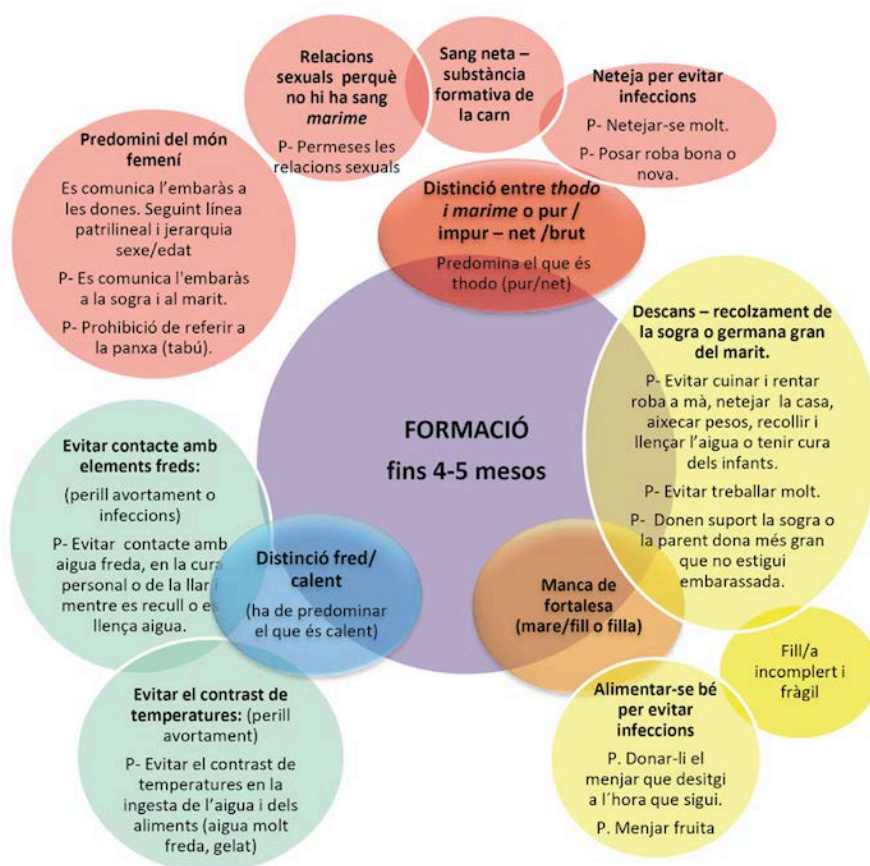 Relacions
sexuals perquè
no hi ha sang
marime
P- Permeses les
relacions sexuals
Sang neta –
substància
formativa de
la carn
Neteja per evitar
infeccions
P- Netejar-se molt.
P- Posar roba bona o
nova.
Predomini del món
femení
Es comunica l'embaràs a
les dones. Seguint línea
patrilineal i jerarquia
sexe/edat
P- Es comunica l'embaràs
a la sogra i al marit.
P- Prohibició de referir a
la panxa (tabú).
Distinció entre thodo
i marime o pur /
impur – net /brut
Predomina el que és
thodo (pur/net)
Descans – recolzament de
la sogra o germana gran
del marit.
P- Evitar cuinar i rentar
roba a mà, netejar la casa,
aixecar pesos, recollir i
llençar l'aigua o tenir cura
dels infants.
P- Evitar treballar molt.
P- Donen suport la sogra o
la parent dona més gran
que no estigui
embarassada.
FORMACIÓ
fins 4-5 mesos
Evitar contacte amb
elements freds:
(perill avortament o
infeccions)
P- Evitar contacte amb
aigua freda, en la cura
personal o de la llar i
mentre es recull o es
llença aigua.
Distinció fred/
calent
(ha de predominar
el que és calent)
Manca de
fortalesa
(mare/fill o filla)
Fill/a
incomplert i
fràgil
Evitar el contrast de
temperatures: (perill
avortament)
P- Evitar el contrast de
temperatures en la
ingesta de l'aigua i dels
aliments (aigua molt
freda, gelat)
Alimentar-se bé
per evitar
infeccions
P. Donar-li el
menjar que desitgi
a l´hora que sigui.
P. Menjar fruita